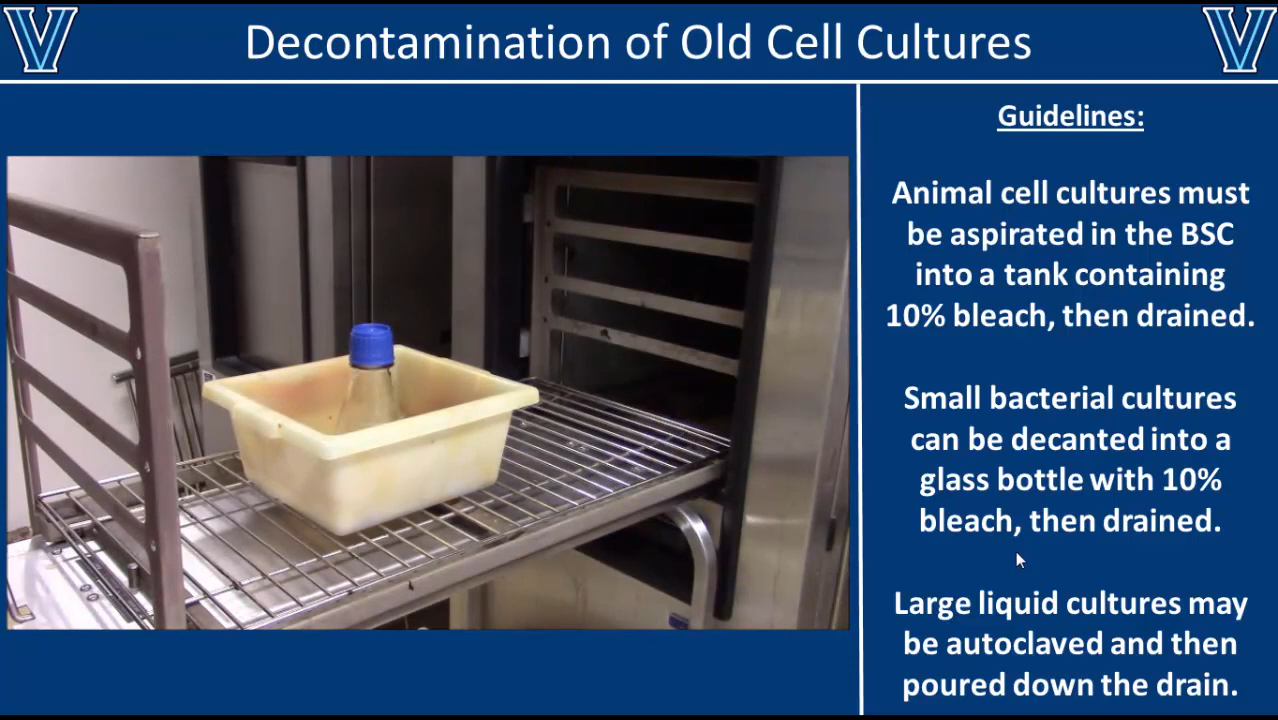 Decontamination of Old Cell Cultures
Guidelines:
Animal cell cultures must
be aspirated in the BSC
into a tank containing
10% bleach, then drained.
Small bacterial cultures
can be decanted into a
glass bottle with 10%
bleach, then drained.
Large liquid cultures may
be autoclaved and then
poured down the drain.